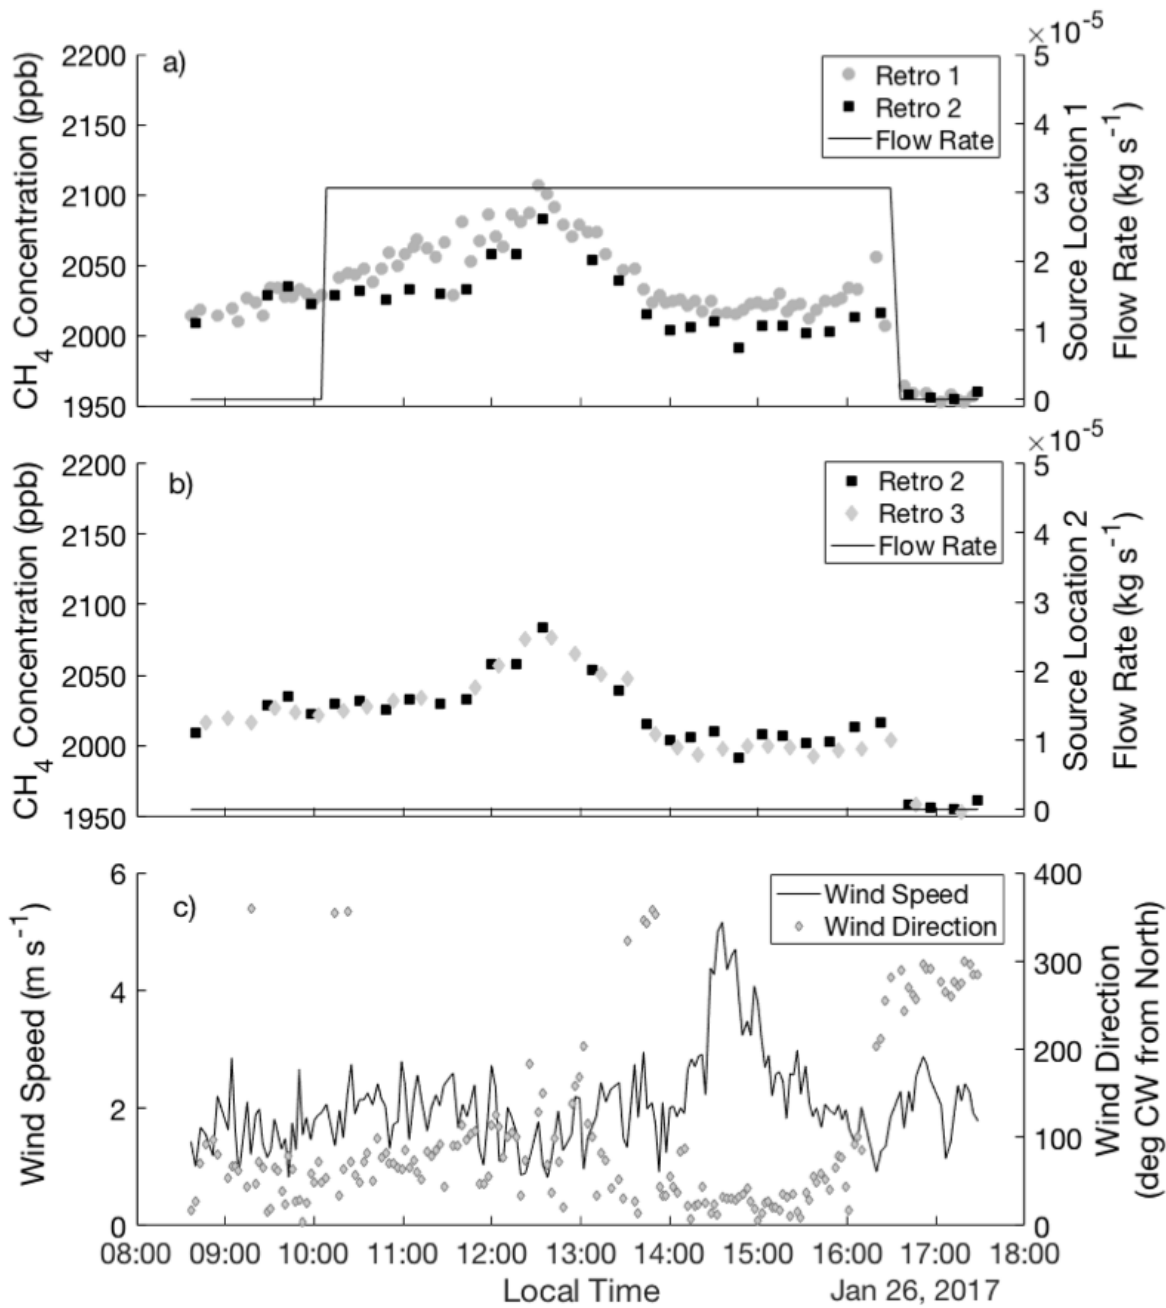 ×10⁻⁵
a)
CH₄ Concentration (ppb)
2200
2150
2100
2050
2000
1950
Retro 1
Retro 2
Flow Rate
5
4
3
2
1
0
Source Location 1
Flow Rate (kg s⁻¹)
×10⁻⁵
b)
CH₄ Concentration (ppb)
2200
2150
2100
2050
2000
1950
Retro 2
Retro 3
Flow Rate
5
4
3
2
1
0
Source Location 2
Flow Rate (kg s⁻¹)
c)
Wind Speed (m s⁻¹)
6
4
2
0
Wind Speed
Wind Direction
400
300
200
100
0
Wind Direction
(deg CW from North)
08:00 09:00 10:00 11:00 12:00 13:00 14:00 15:00 16:00 17:00 18:00
Local Time
Jan 26, 2017